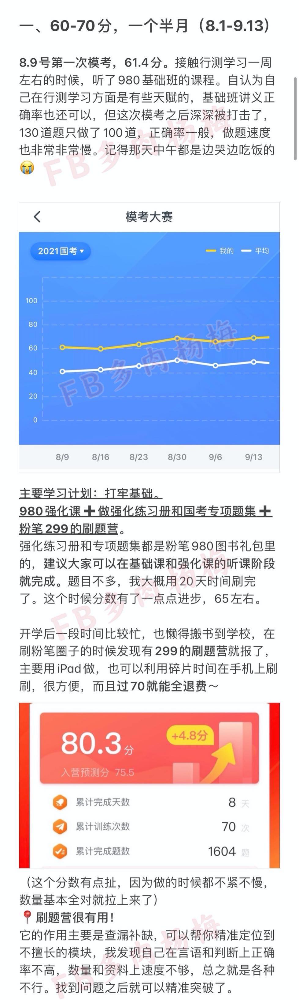 一、60-70分，一个半月（8.1-9.13）
8.9号第一次模考，61.4分。接触行测学习一周
左右的时候，听了980基础班的课程。自认为自
己在行测学习方面是有些天赋的，基础班讲义正
确率也还可以，但这次模考之后深深被打击了，
130道题只做了100道，正确率一般，做题速度
也非常非常慢。记得那天中午都是边哭边吃饭的
😭
FB多肉杨梅
模考大赛
2021国考▾
我的 平均
100
80
60
40
20
0
FB多肉杨梅
8/9 8/16 8/23 8/30 9/6 9/13
主要学习计划：打牢基础。
980强化课➕做强化练习册和国考专项题集➕
粉笔299的刷题营。
强化练习册和专项题集都是粉笔980图书礼包里
的，建议大家可以在基础课和强化课的听课阶段
就完成。题目不多，我大概用20天时间刷完
了。这个时候分数有了一点点进步，65左右。
FB多肉杨梅
开学后一段时间比较忙，也懒得搬书到学校，在
刷粉笔圈子的时候发现有299的刷题营就报了，
主要用iPad做，也可以利用碎片时间在手机上刷
刷，很方便，而且过70就能全退费～
80.3分
+4.8分
入营预测分 75.5
累计完成天数 8 天
累计训练次数 70 次
累计完成题数 1604 题
（这个分数有点扯，因为做的时候都不紧不慢，
数量基本全对就拉上来了）
📍刷题营很有用！
它的作用主要是查漏补缺，可以帮你精准定位到
不擅长的模块，我发现自己在言语和判断上正确
率不高，数量和资料上速度不够，总之就是各种
不行。找到问题之后就可以精准突破了。
FB多肉杨梅